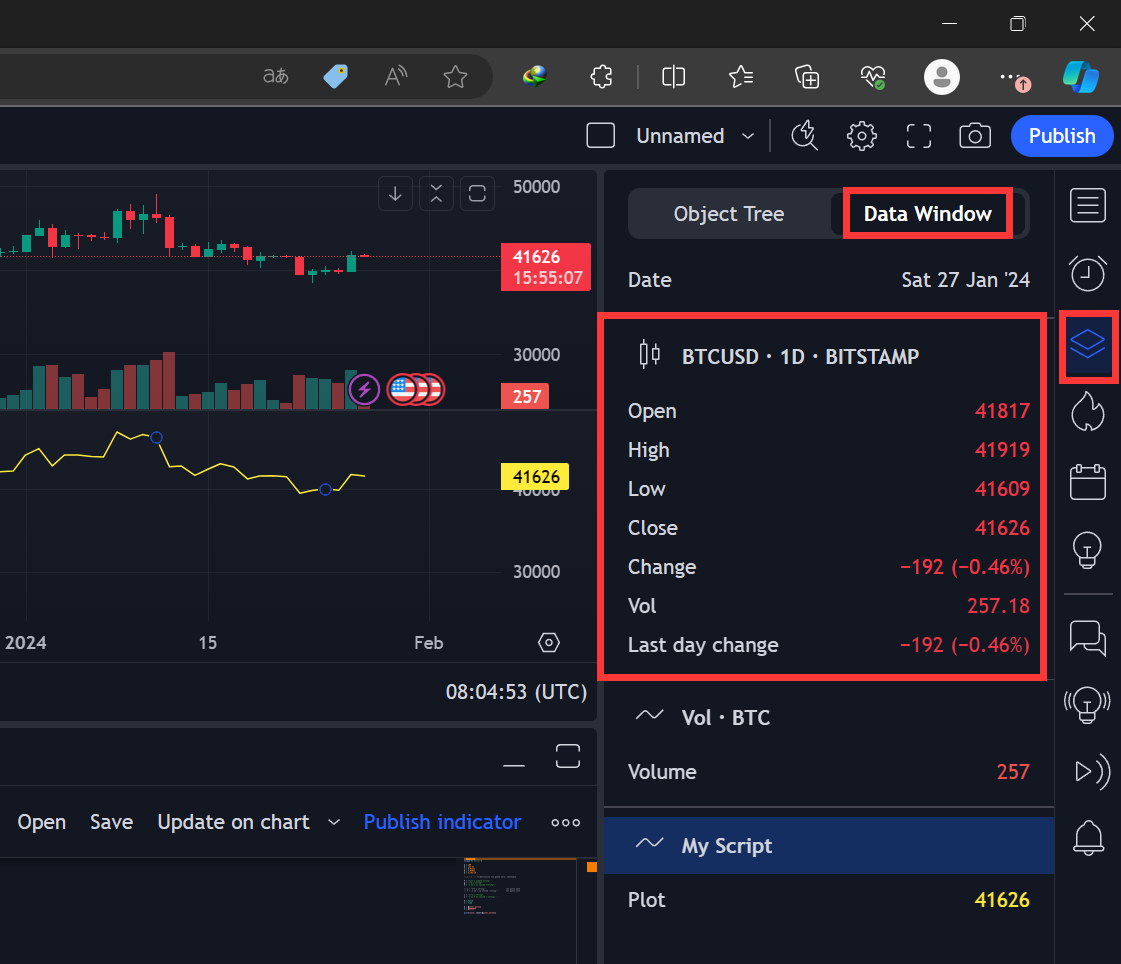 aあ
A
Unnamed
Publish
50000
41626
15:55:07
30000
257
41626
40000
30000
2024
15
Feb
08:04:53 (UTC)
Open
Save
Update on chart
Publish indicator
Object Tree
Data Window
Date
Sat 27 Jan '24
BTCUSD · 1D · BITSTAMP
Open 41817
High 41919
Low 41609
Close 41626
Change −192 (−0.46%)
Vol 257.18
Last day change −192 (−0.46%)
Vol · BTC
Volume 257
My Script
Plot 41626